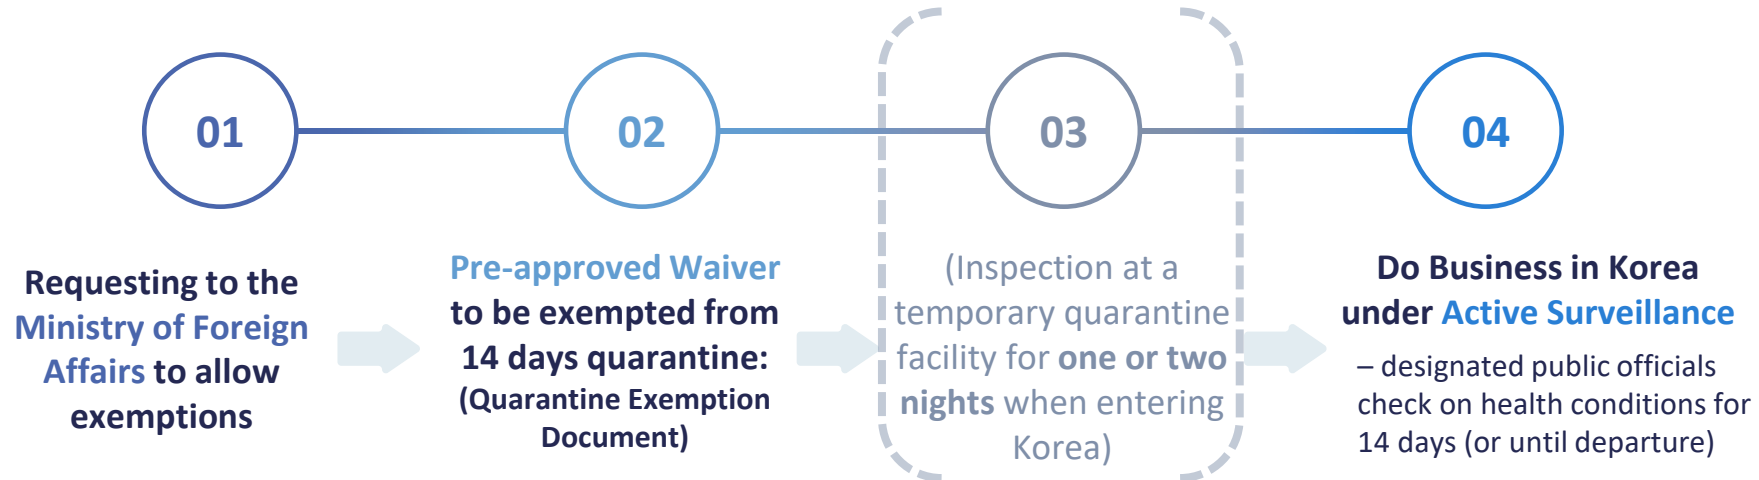 01
02
03
04
Requesting to the
Ministry of Foreign
Affairs to allow
exemptions
Pre-approved Waiver
to be exempted from
14 days quarantine:
(Quarantine Exemption
Document)
(Inspection at a
temporary quarantine
facility for one or two
nights when entering
Korea)
Do Business in Korea
under Active Surveillance
– designated public officials
check on health conditions for
14 days (or until departure)